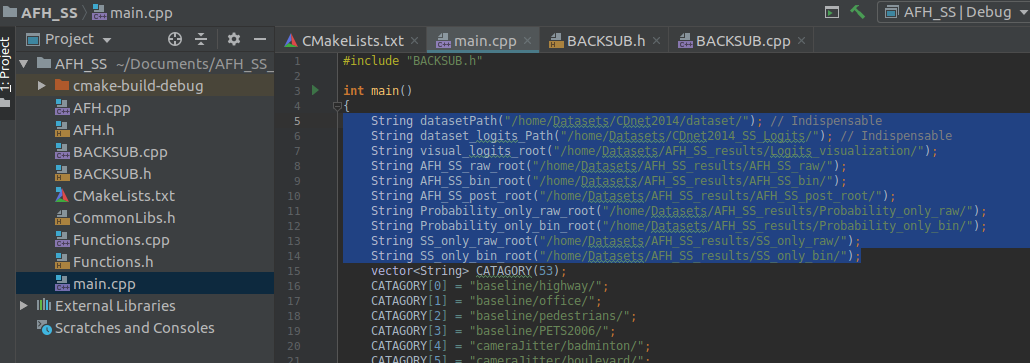 AFH_SS main.cpp
AFH_SS | Debug
1: Project
Project
AFH_SS ~/Documents/AFH_SS_
cmake-build-debug
AFH.cpp
AFH.h
BACKSUB.cpp
BACKSUB.h
CMakeLists.txt
CommonLibs.h
Functions.cpp
Functions.h
main.cpp
External Libraries
Scratches and Consoles
CMakeLists.txt main.cpp BACKSUB.h BACKSUB.cpp
1 #include "BACKSUB.h"
2
3 int main()
4 {
5 String datasetPath("/home/Datasets/CDnet2014/dataset/"); // Indispensable
6 String dataset_logits_Path("/home/Datasets/CDnet2014_SS_Logits/"); // Indispensable
7 String visual_logits_root("/home/Datasets/AFH_SS_results/Logits_visualization/");
8 String AFH_SS_raw_root("/home/Datasets/AFH_SS_results/AFH_SS_raw/");
9 String AFH_SS_bin_root("/home/Datasets/AFH_SS_results/AFH_SS_bin/");
10 String AFH_SS_post_root("/home/Datasets/AFH_SS_results/AFH_SS_post_root/");
11 String Probability_only_raw_root("/home/Datasets/AFH_SS_results/Probability_only_raw/");
12 String Probability_only_bin_root("/home/Datasets/AFH_SS_results/Probability_only_bin/");
13 String SS_only_raw_root("/home/Datasets/AFH_SS_results/SS_only_raw/");
14 String SS_only_bin_root("/home/Datasets/AFH_SS_results/SS_only_bin/");
15 vector<String> CATAGORY(53);
16 CATAGORY[0] = "baseline/highway/";
17 CATAGORY[1] = "baseline/office/";
18 CATAGORY[2] = "baseline/pedestrians/";
19 CATAGORY[3] = "baseline/PETS2006/";
20 CATAGORY[4] = "cameraJitter/badminton/";
21 CATAGORY[5] = "cameraJitter/boulevard/";